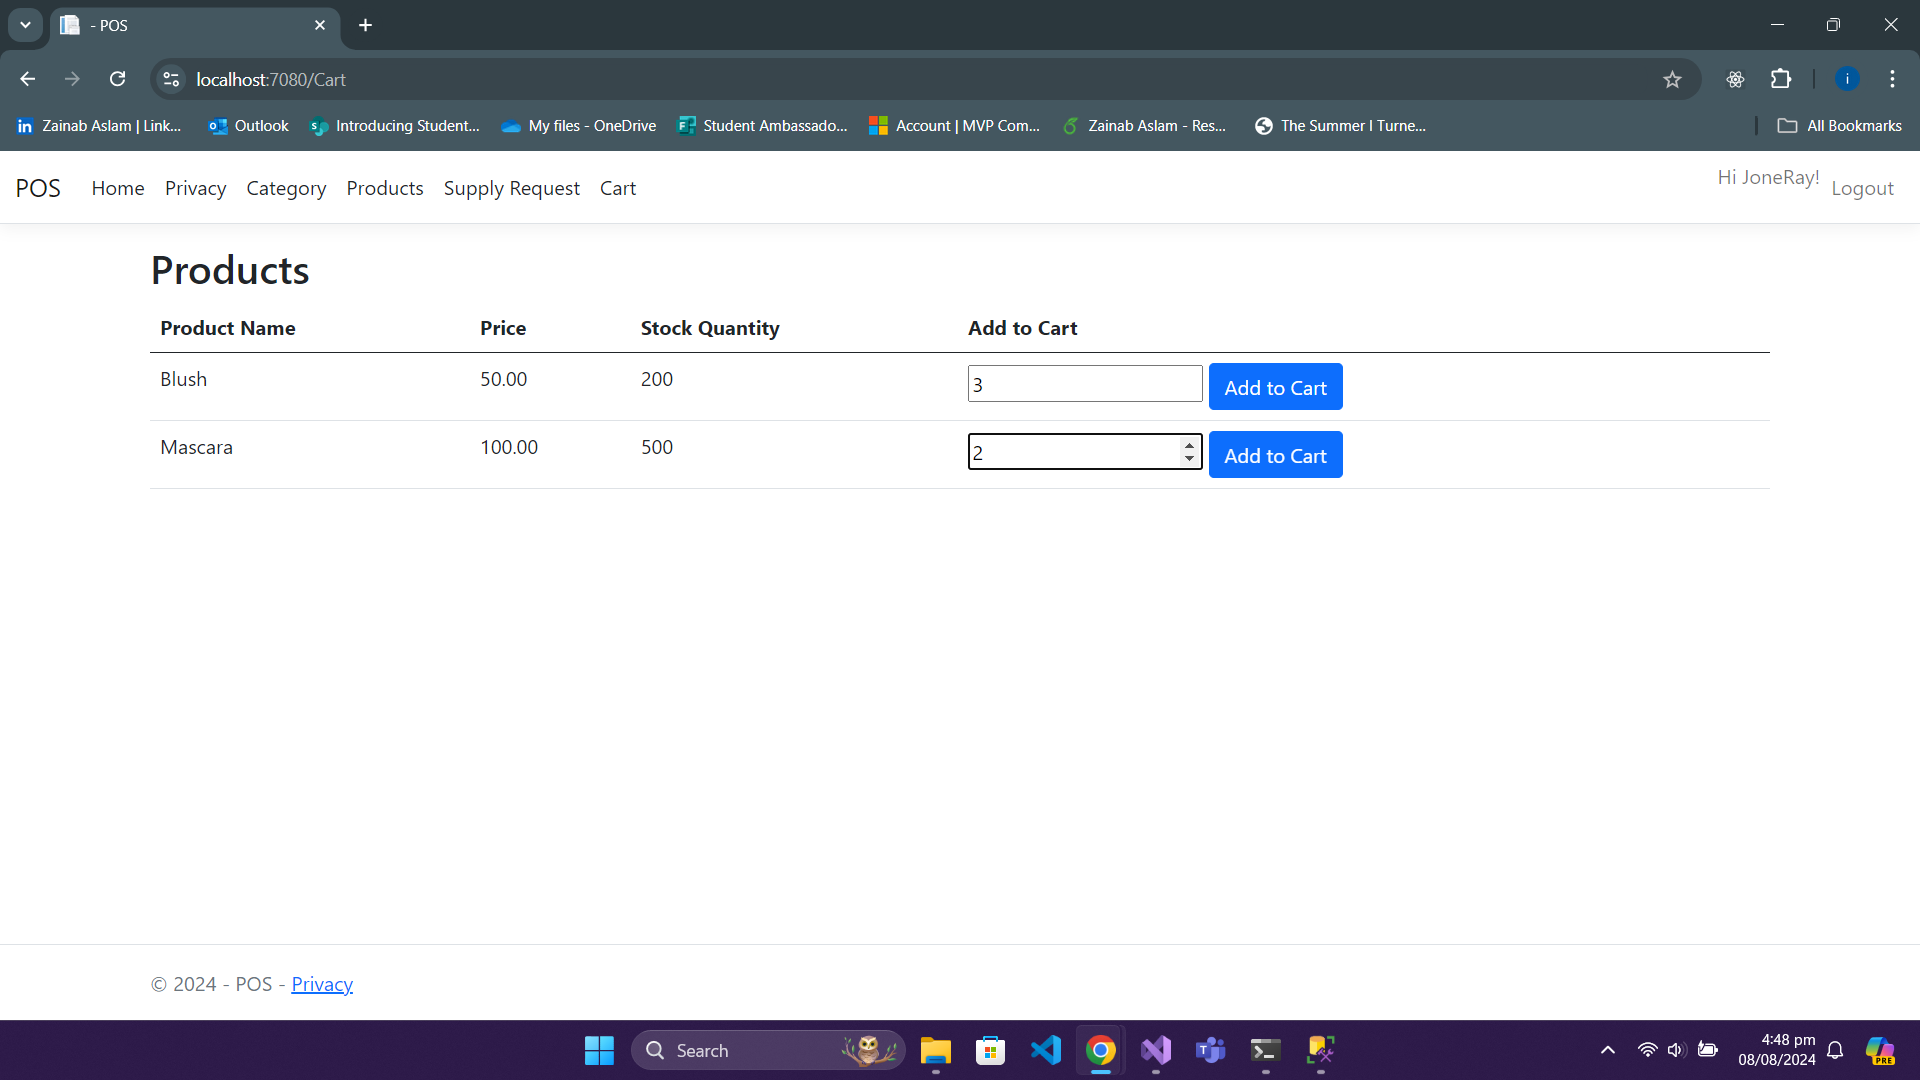 - POS
localhost:7080/Cart
Zainab Aslam | Link... Outlook Introducing Student... My files - OneDrive Student Ambassado... Account | MVP Com... Zainab Aslam - Res... The Summer I Turne... All Bookmarks
POS Home Privacy Category Products Supply Request Cart Hi JoneRay! Logout
Products
Product Name Price Stock Quantity Add to Cart
Blush 50.00 200 3 Add to Cart
Mascara 100.00 500 2 Add to Cart
© 2024 - POS - Privacy
Search
4:48 pm
08/08/2024
PRE